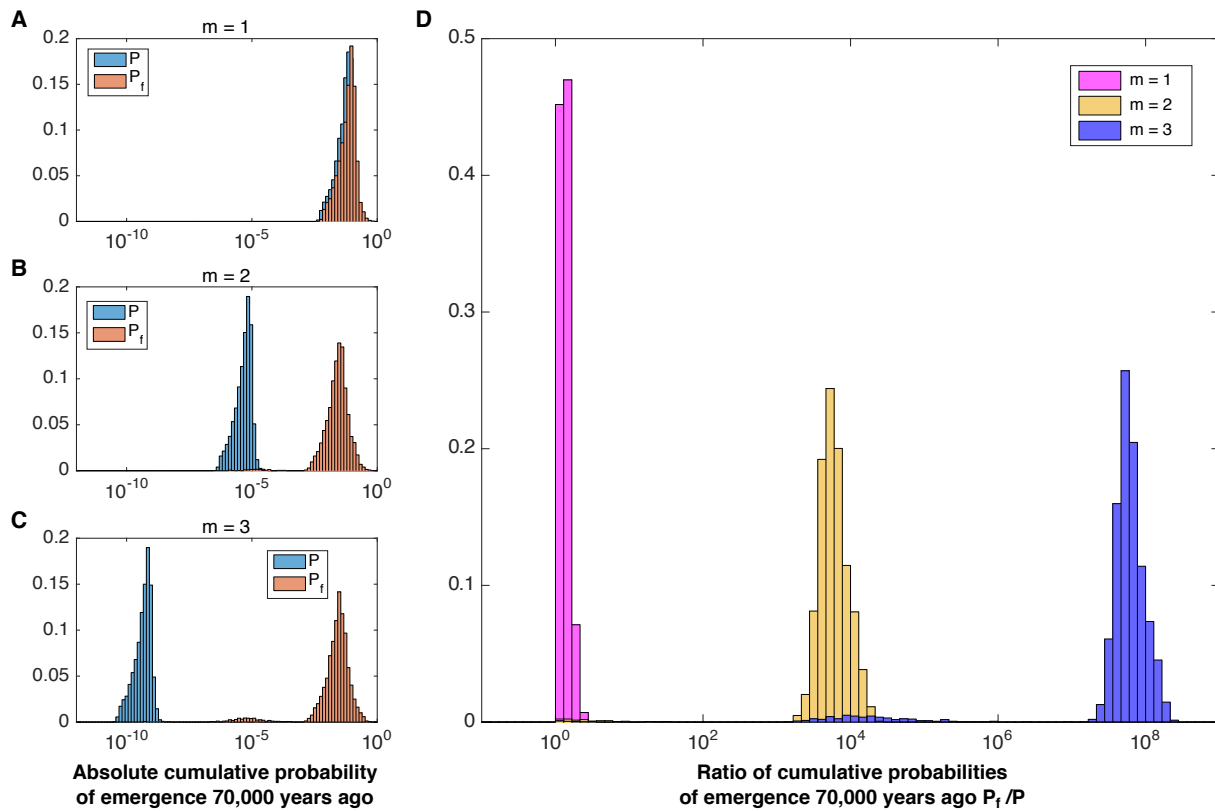 A
m = 1
0.2
0.15
0.1
0.05
0
P
P_f
10^-10
10^-5
10^0
B
m = 2
0.2
0.15
0.1
0.05
0
P
P_f
10^-10
10^-5
10^0
C
m = 3
0.2
0.15
0.1
0.05
0
P
P_f
10^-10
10^-5
10^0
Absolute cumulative probability
of emergence 70,000 years ago
D
0.5
0.4
0.3
0.2
0.1
0
m = 1
m = 2
m = 3
10^0
10^2
10^4
10^6
10^8
Ratio of cumulative probabilities
of emergence 70,000 years ago P_f /P